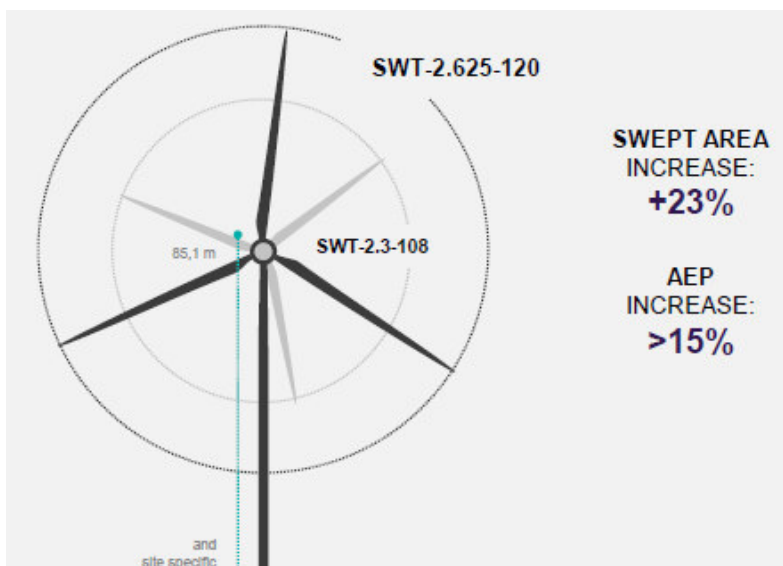 SWT-2.625-120
SWEPT AREA
INCREASE:
+23%
85,1 m
SWT-2.3-108
AEP
INCREASE:
>15%
and
site specific